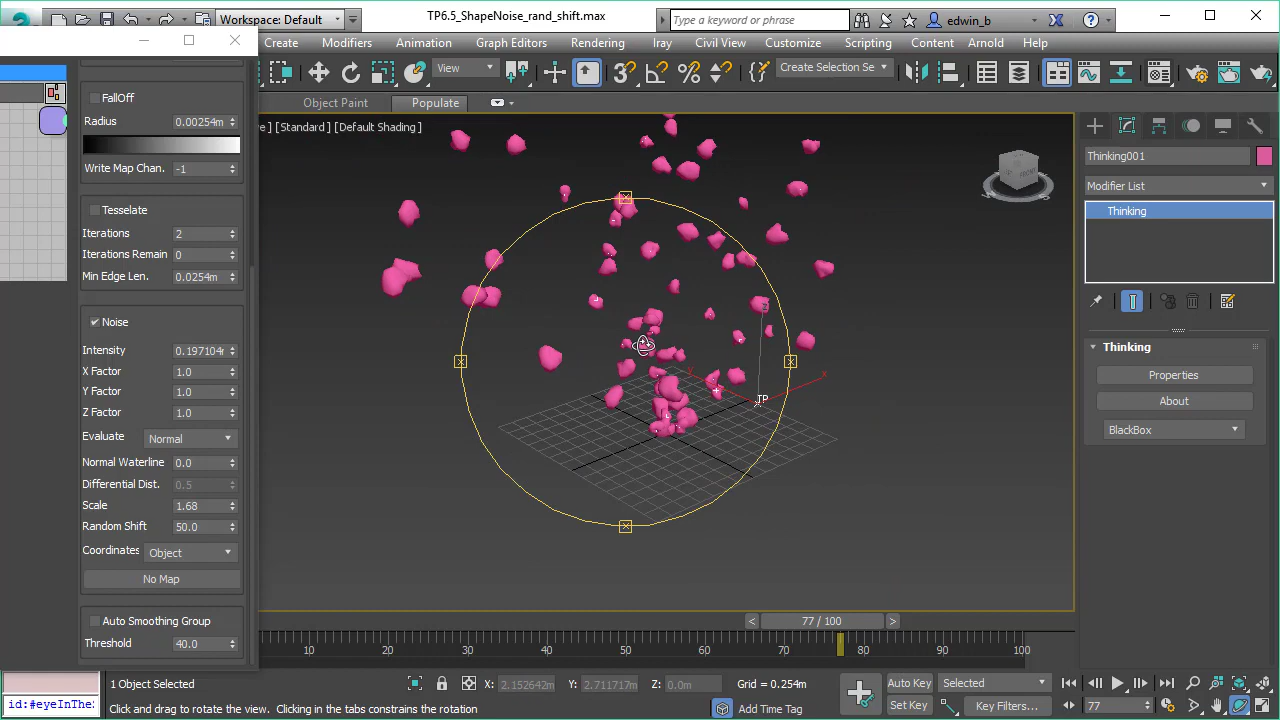 Workspace: Default
TP6.5_ShapeNoise_rand_shift.max
Type a keyword or phrase
edwin_b
Create
Modifiers
Animation
Graph Editors
Rendering
Iray
Civil View
Customize
Scripting
Content
Arnold
Help
View
Create Selection Se
Object Paint
Populate
[Standard] [Default Shading]
FallOff
Radius 0.00254m
Write Map Chan. -1
Tesselate
Iterations 2
Iterations Remain 0
Min Edge Len. 0.0254m
Noise
Intensity 0.197104
X Factor 1.0
Y Factor 1.0
Z Factor 1.0
Evaluate Normal
Normal Waterline 0.0
Differential Dist. 0.5
Scale 1.68
Random Shift 50.0
Coordinates Object
No Map
Auto Smoothing Group
Threshold 40.0
FRONT
z
y
x
TP
Thinking001
Modifier List
Thinking
Thinking
Properties
About
BlackBox
< 77 / 100 >
10 20 30 40 50 60 70 80 90 100
1 Object Selected
X: 2.152642m
Y: 2.711717m
Z: 0.0m
Grid = 0.254m
Auto Key
Selected
id:#eyeInThe
Click and drag to rotate the view. Clicking in the tabs constrains the rotation
Add Time Tag
Set Key
Key Filters...
77